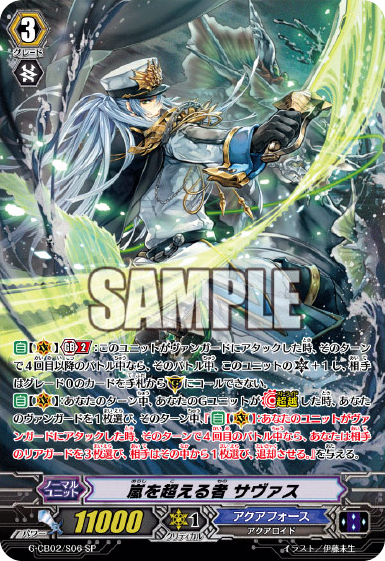 3
グレード
SAMPLE
自【(V)】GB2:このユニットがヴァンガードにアタックした時、そのターン
で4回目以降のバトル中なら、そのバトル中、このユニットの+1し、相手
はグレード0のカードを手札からGにコールできない。
自【(V)】:あなたのターン中、あなたのGユニットが超越した時、あなた
のヴァンガードを1枚選び、そのターン中、『自【(V)】:あなたのユニットがヴァ
ンガードにアタックした時、そのターンで4回目以降のバトル中なら、あなたは相手
のリアガードを3枚選び、相手はその中から1枚選び、退却させる。』を与える。
ノーマル
ユニット
あらし こ もの
嵐を超える者 サヴァス
パワー
11000
1
クリティカル
アクアフォース
アクアロイド
G-CB02/S06 SP
イラスト/伊藤未生